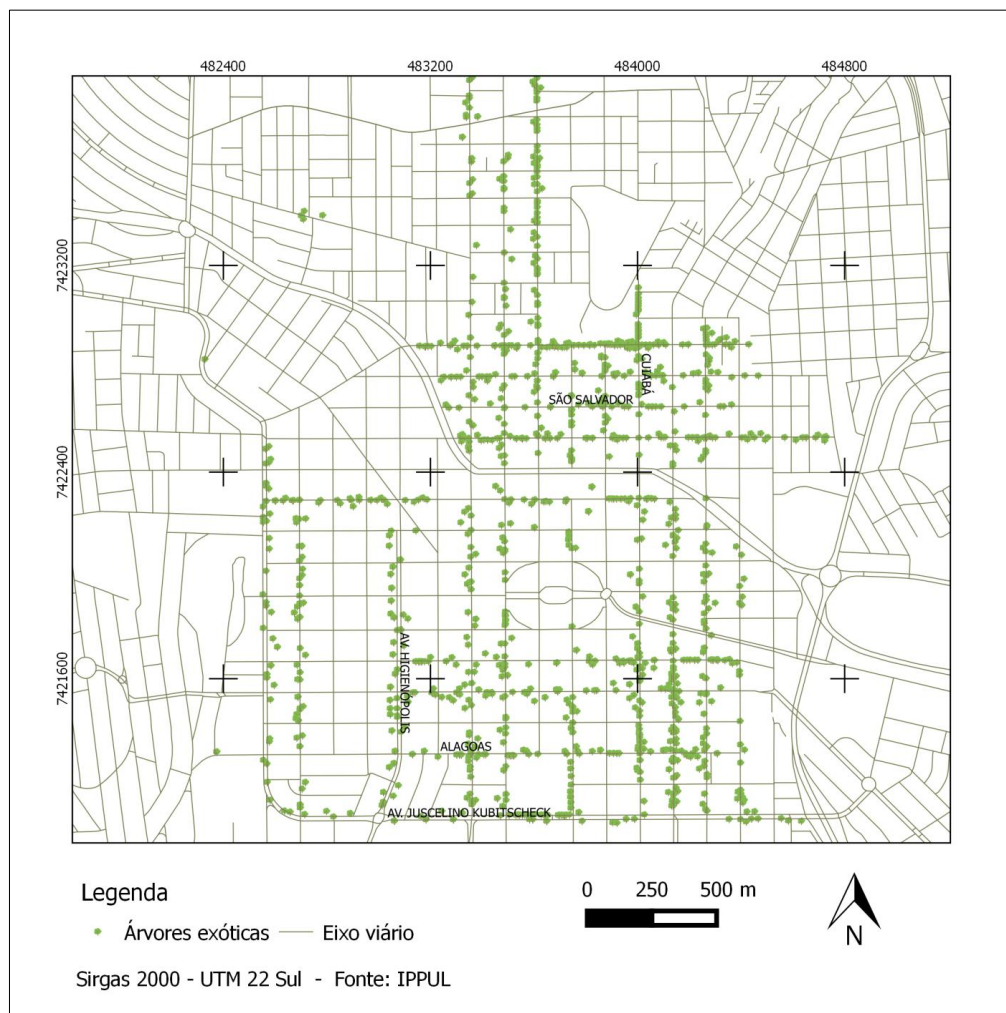 482400 483200 484000 484800
7423200
CUIABÁ
SÃO SALVADOR
7422400
7421600
AV. HIGIENÓPOLIS
ALAGOAS
AV. JUSCELINO KUBITSCHECK
Legenda
Árvores exóticas
Eixo viário
0 250 500 m
N
Sirgas 2000 - UTM 22 Sul - Fonte: IPPUL